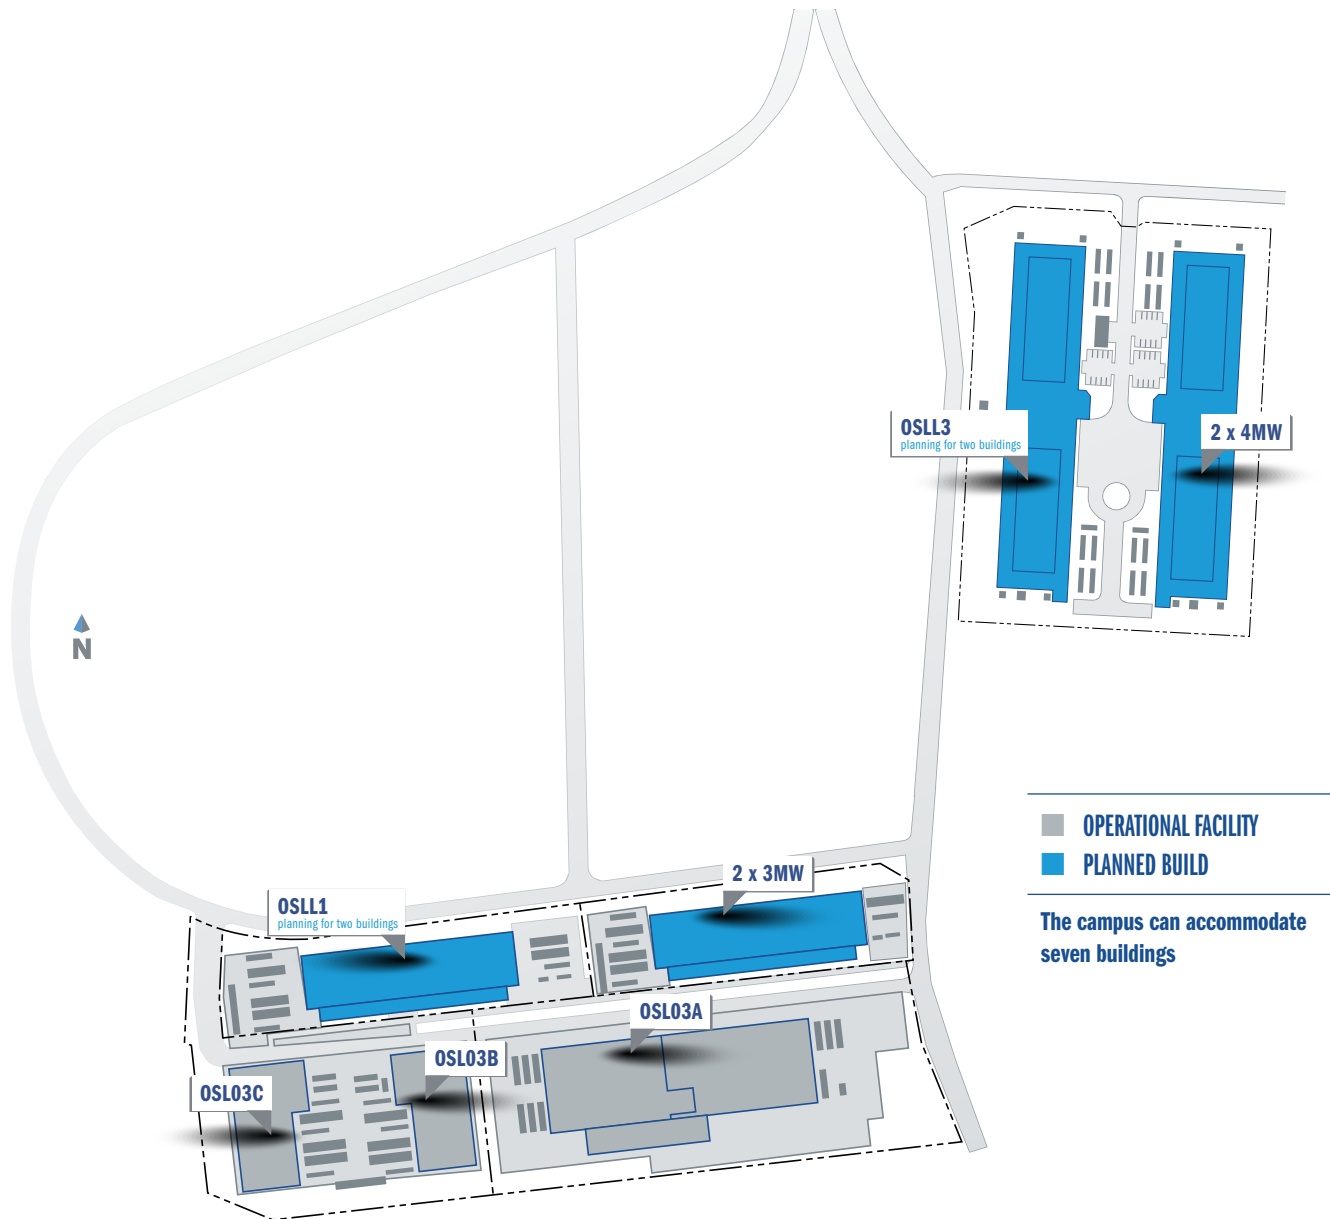 OSLL3
planning for two buildings
2 x 4MW
N
OPERATIONAL FACILITY
PLANNED BUILD
The campus can accommodate
seven buildings
2 x 3MW
OSLL1
planning for two buildings
OSL03A
OSL03B
OSL03C